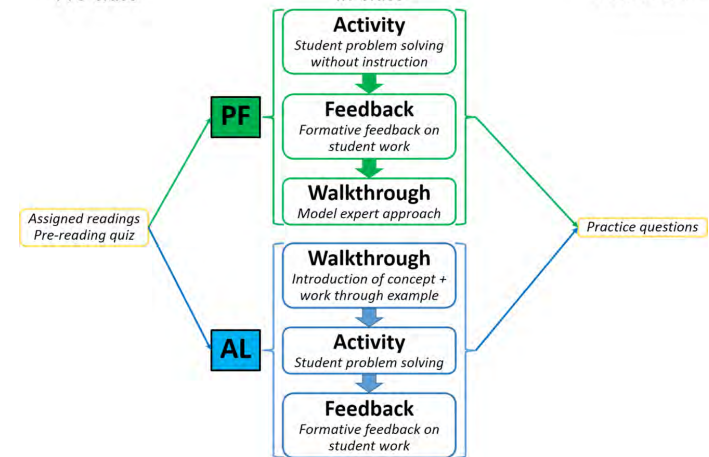 Activity
Student problem solving
without instruction
PF
Feedback
Formative feedback on
student work
Walkthrough
Model expert approach
Assigned readings
Pre-reading quiz
Practice questions
Walkthrough
Introduction of concept +
work through example
AL
Activity
Student problem solving
Feedback
Formative feedback on
student work